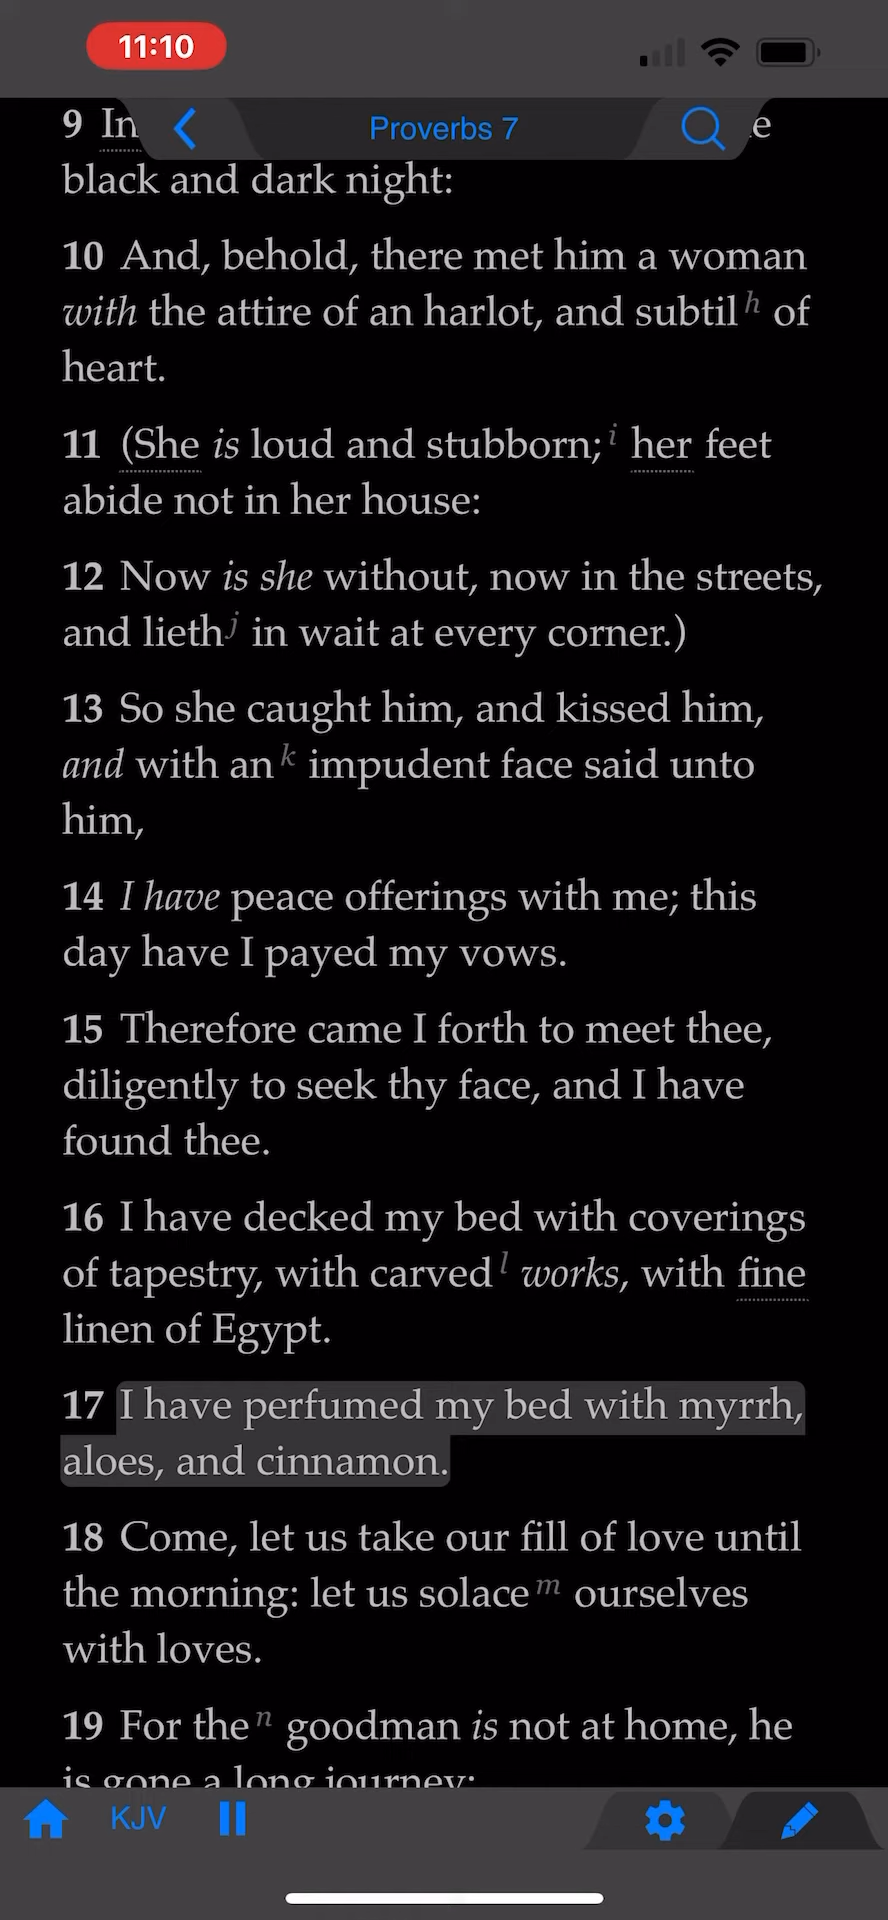 11:10
Proverbs 7
9 In e
black and dark night:
10 And, behold, there met him a woman
with the attire of an harlot, and subtil h of
heart.
11 (She is loud and stubborn; i her feet
abide not in her house:
12 Now is she without, now in the streets,
and lieth j in wait at every corner.)
13 So she caught him, and kissed him,
and with an k impudent face said unto
him,
14 I have peace offerings with me; this
day have I payed my vows.
15 Therefore came I forth to meet thee,
diligently to seek thy face, and I have
found thee.
16 I have decked my bed with coverings
of tapestry, with carved l works, with fine
linen of Egypt.
17 I have perfumed my bed with myrrh,
aloes, and cinnamon.
18 Come, let us take our fill of love until
the morning: let us solace m ourselves
with loves.
19 For the n goodman is not at home, he
is gone a long journey:
KJV